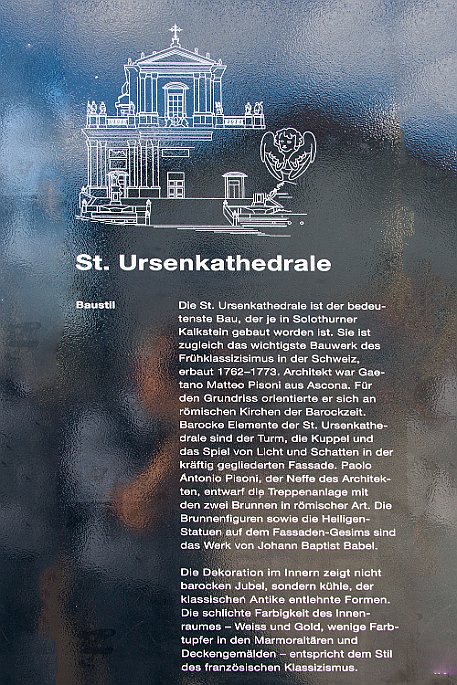 St. Ursenkathedrale
Baustil
Die St. Ursenkathedrale ist der bedeu-
tenste Bau, der je in Solothurner
Kalkstein gebaut worden ist. Sie ist
zugleich das wichtigste Bauwerk des
Frühklassizisimus in der Schweiz,
erbaut 1762–1773. Architekt war Gae-
tano Matteo Pisoni aus Ascona. Für
den Grundriss orientierte er sich an
römischen Kirchen der Barockzeit.
Barocke Elemente der St. Ursenkathe-
drale sind der Turm, die Kuppel und
das Spiel von Licht und Schatten in der
kräftig gegliederten Fassade. Paolo
Antonio Pisoni, der Neffe des Architek-
ten, entwarf die Treppenanlage mit
den zwei Brunnen in römischer Art. Die
Brunnenfiguren sowie die Heiligen-
Statuen auf dem Fassaden-Gesims sind
das Werk von Johann Baptist Babel.
Die Dekoration im Innern zeigt nicht
barocken Jubel, sondern kühle, der
klassischen Antike entlehnte Formen.
Die schlichte Farbigkeit des Innen-
raumes – Weiss und Gold, wenige Farb-
tupfer in den Marmoraltären und
Deckengemälden – entspricht dem Stil
des französischen Klassizismus.